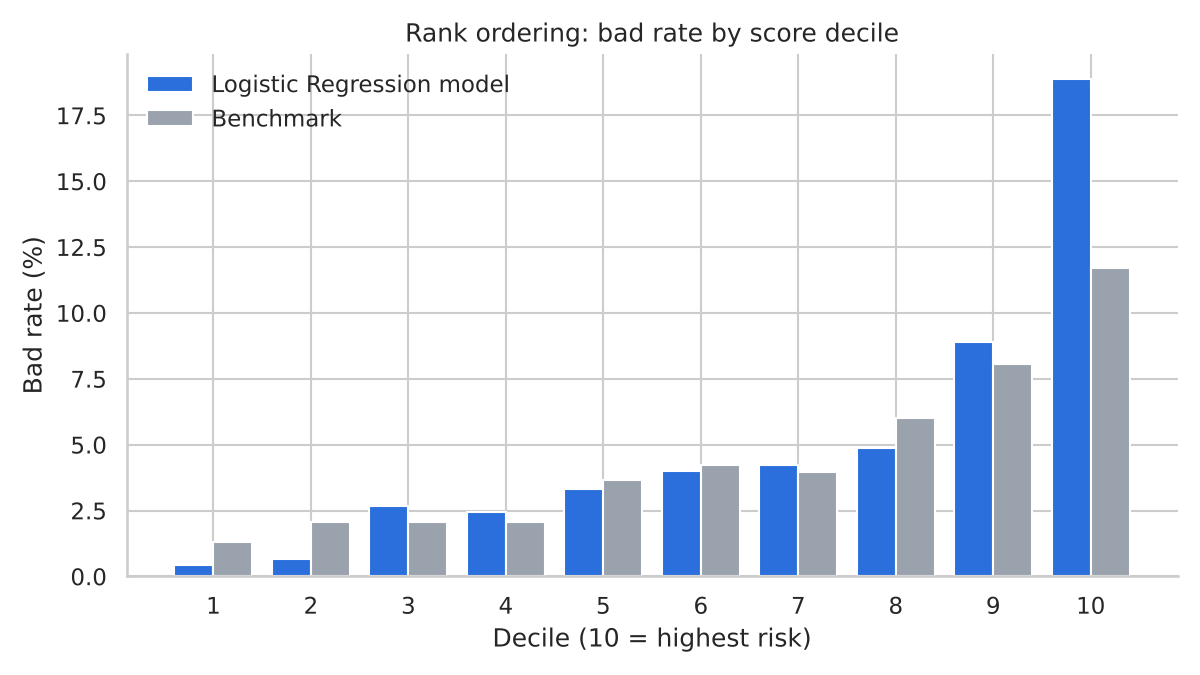 Rank ordering: bad rate by score decile
Logistic Regression model
Benchmark
Bad rate (%)
17.5
15.0
12.5
10.0
7.5
5.0
2.5
0.0
1 2 3 4 5 6 7 8 9 10
Decile (10 = highest risk)